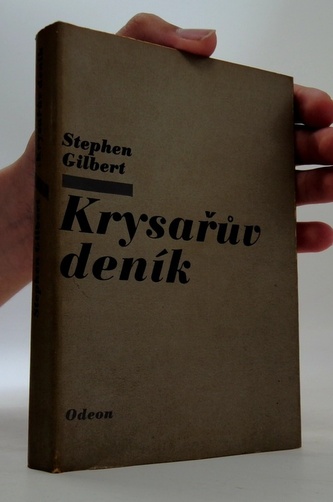 Stephen
Gilbert
Krysařův
deník
Odeon